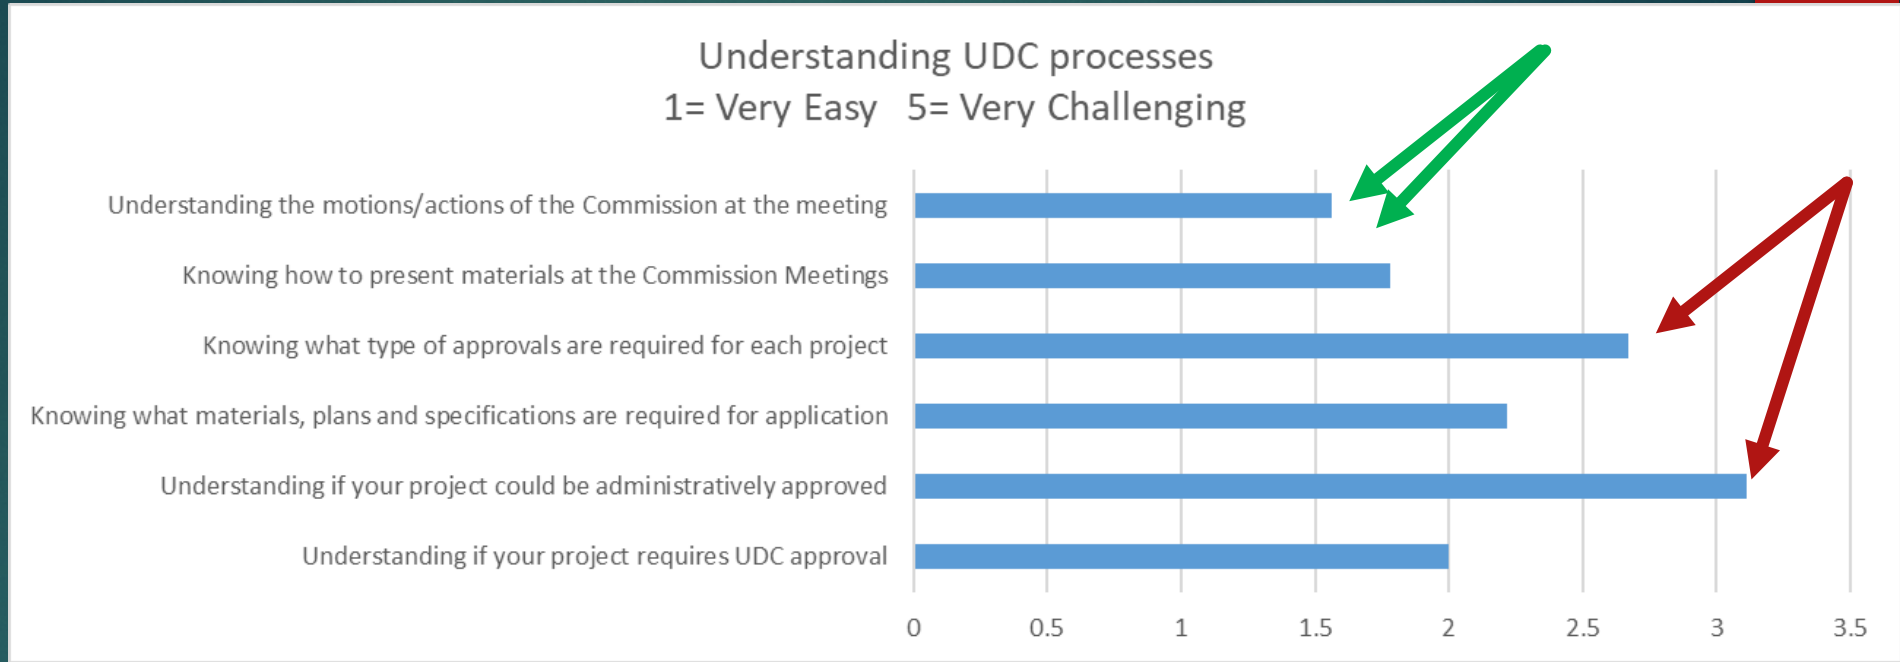 Understanding UDC processes
1= Very Easy   5= Very Challenging
Understanding the motions/actions of the Commission at the meeting
Knowing how to present materials at the Commission Meetings
Knowing what type of approvals are required for each project
Knowing what materials, plans and specifications are required for application
Understanding if your project could be administratively approved
Understanding if your project requires UDC approval
0 0.5 1 1.5 2 2.5 3 3.5